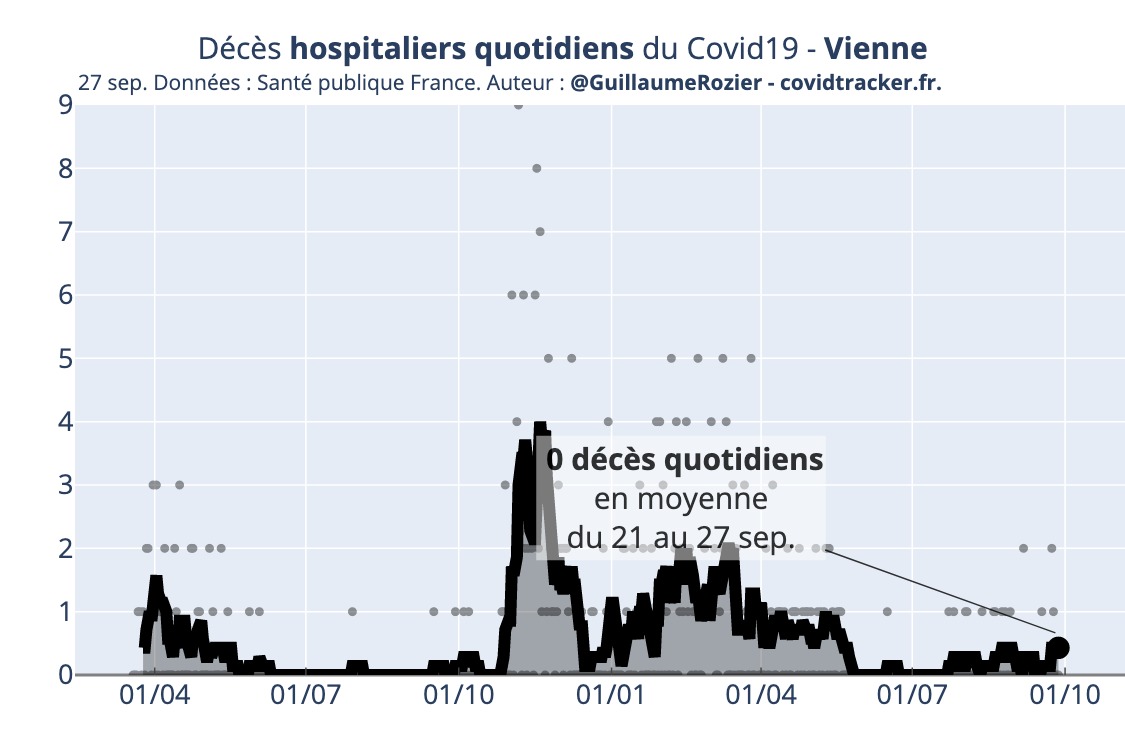 Décès hospitaliers quotidiens du Covid19 - Vienne
27 sep. Données : Santé publique France. Auteur : @GuillaumeRozier - covidtracker.fr.
9
8
7
6
5
4
3
2
1
0
0 décès quotidiens
en moyenne
du 21 au 27 sep.
01/04 01/07 01/10 01/01 01/04 01/07 01/10